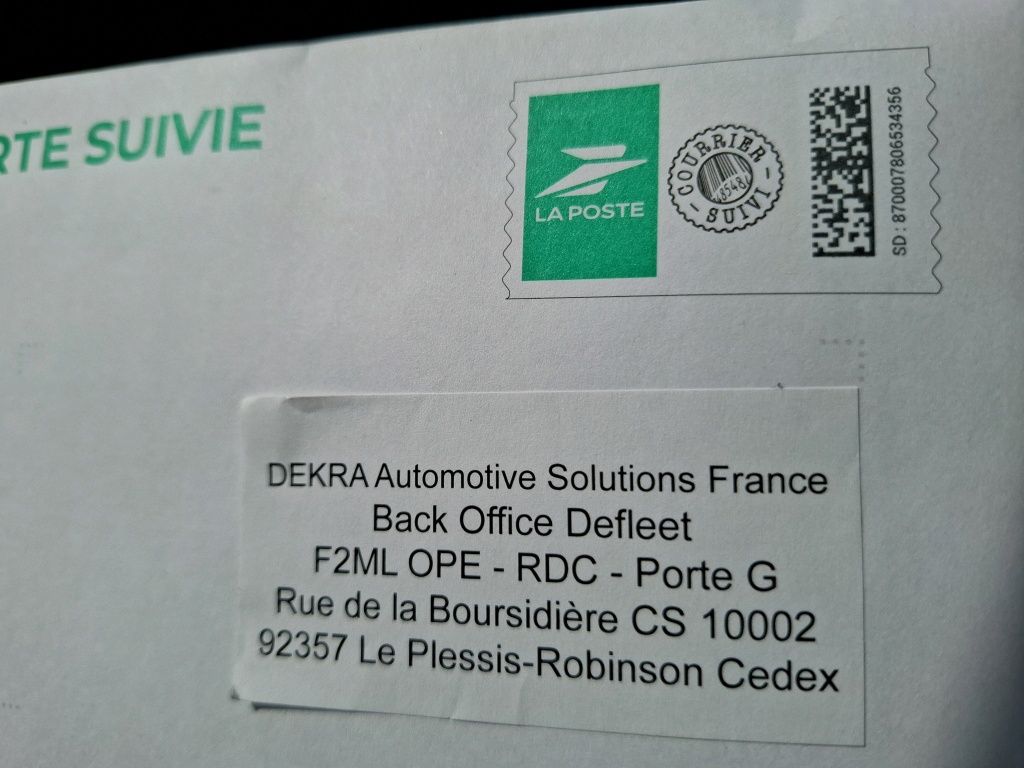 RTE SUIVIE
LA POSTE
COURRIER
SUIVI
SD : 870007806534356
DEKRA Automotive Solutions France
Back Office Defleet
F2ML OPE - RDC - Porte G
Rue de la Boursidière CS 10002
92357 Le Plessis-Robinson Cedex